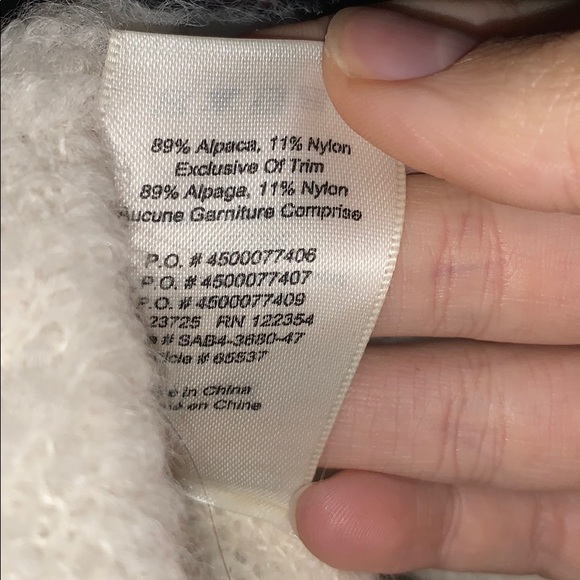 89% Alpaca, 11% Nylon
Exclusive Of Trim
89% Alpaga, 11% Nylon
Aucune Garniture Comprise
P.O. # 4500077406
P.O. # 4500077407
P.O. # 4500077409
23725 RN 122354
# SAB4-3680-47
# 65537
in China
en Chine